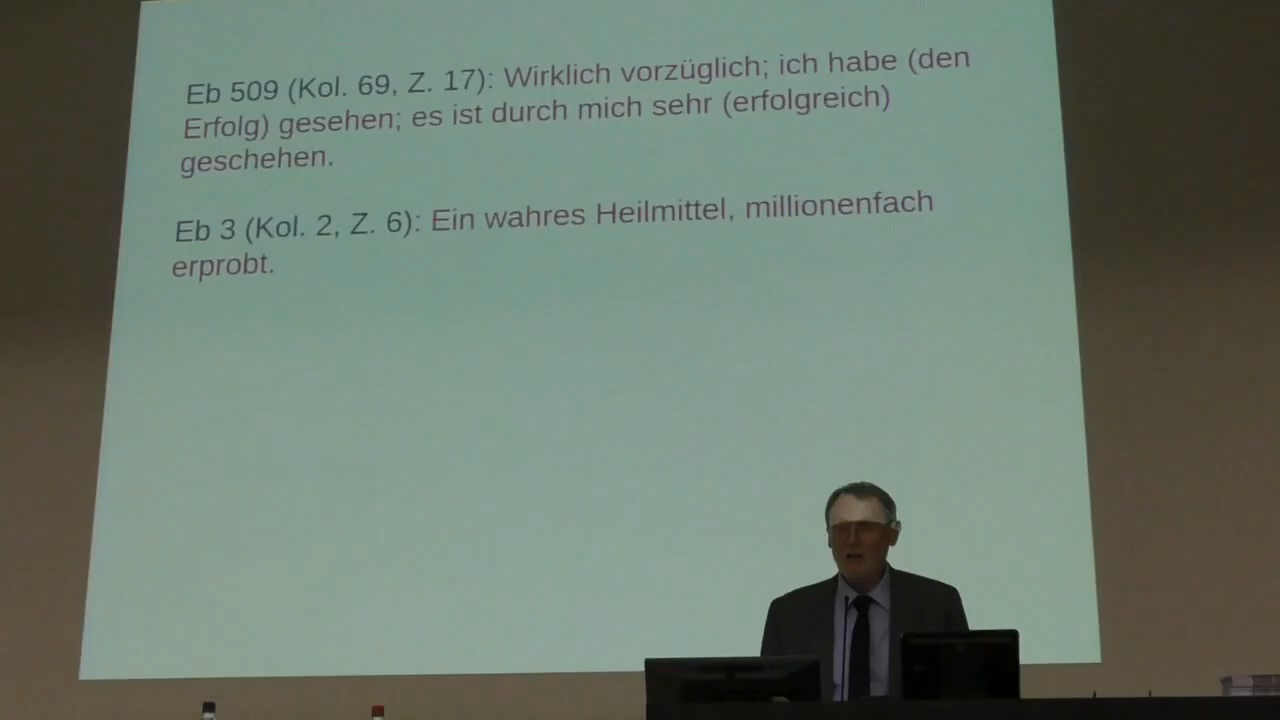 Eb 509 (Kol. 69, Z. 17): Wirklich vorzüglich; ich habe (den
Erfolg) gesehen; es ist durch mich sehr (erfolgreich)
geschehen.
Eb 3 (Kol. 2, Z. 6): Ein wahres Heilmittel, millionenfach
erprobt.